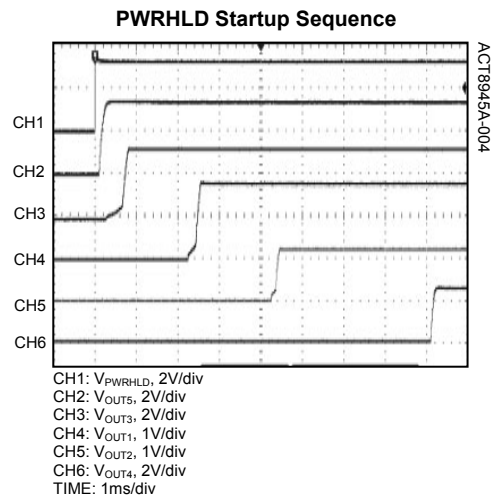 PWRHLD Startup Sequence
ACT8945A-004
CH1
CH2
CH3
CH4
CH5
CH6
CH1: VPWRHLD, 2V/div
CH2: VOUT5, 2V/div
CH3: VOUT3, 2V/div
CH4: VOUT1, 1V/div
CH5: VOUT2, 1V/div
CH6: VOUT4, 2V/div
TIME: 1ms/div